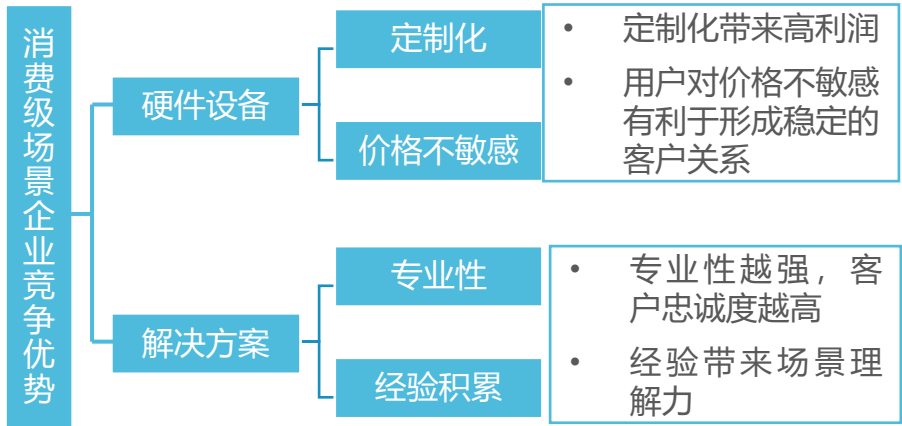 消费级场景企业竞争优势
硬件设备
定制化
价格不敏感
• 定制化带来高利润
• 用户对价格不敏感
有利于形成稳定的
客户关系
解决方案
专业性
经验积累
• 专业性越强，客
户忠诚度越高
• 经验带来场景理
解力